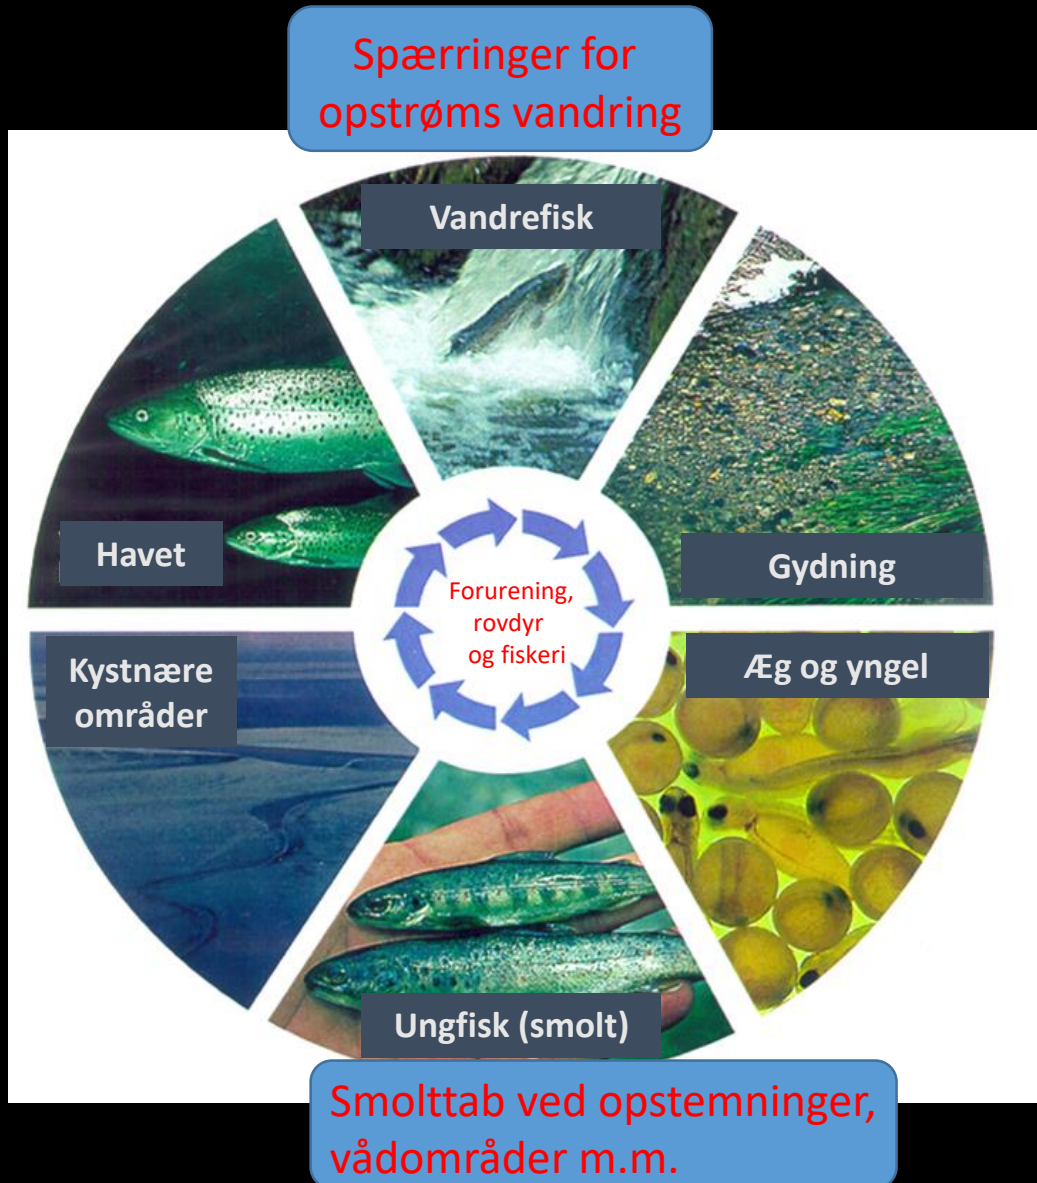 Spærringer for
opstrøms vandring
Vandrefisk
Havet
Gydning
Forurening,
rovdyr
og fiskeri
Kystnære
områder
Æg og yngel
Ungfisk (smolt)
Smolttab ved opstemninger,
vådområder m.m.